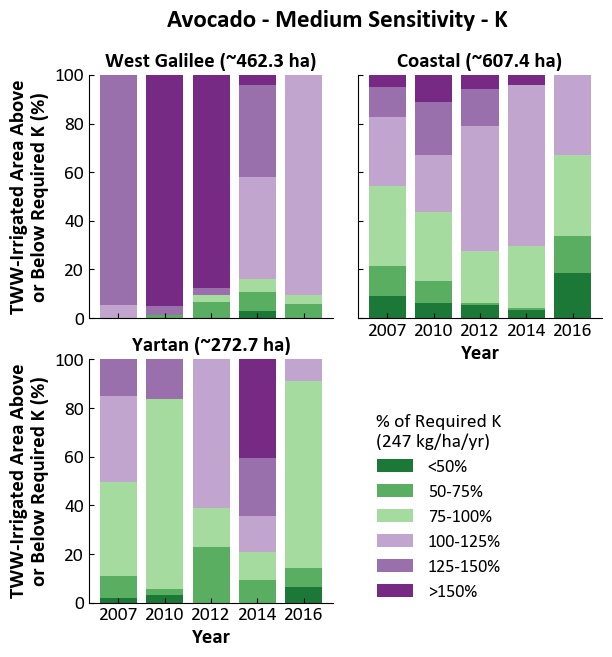 Avocado - Medium Sensitivity - K
West Galilee (~462.3 ha)
Coastal (~607.4 ha)
TWW-Irrigated Area Above
or Below Required K (%)
100
80
60
40
20
0
2007 2010 2012 2014 2016
Year
Yartan (~272.7 ha)
TWW-Irrigated Area Above
or Below Required K (%)
100
80
60
40
20
0
2007 2010 2012 2014 2016
Year
% of Required K
(247 kg/ha/yr)
<50%
50-75%
75-100%
100-125%
125-150%
>150%